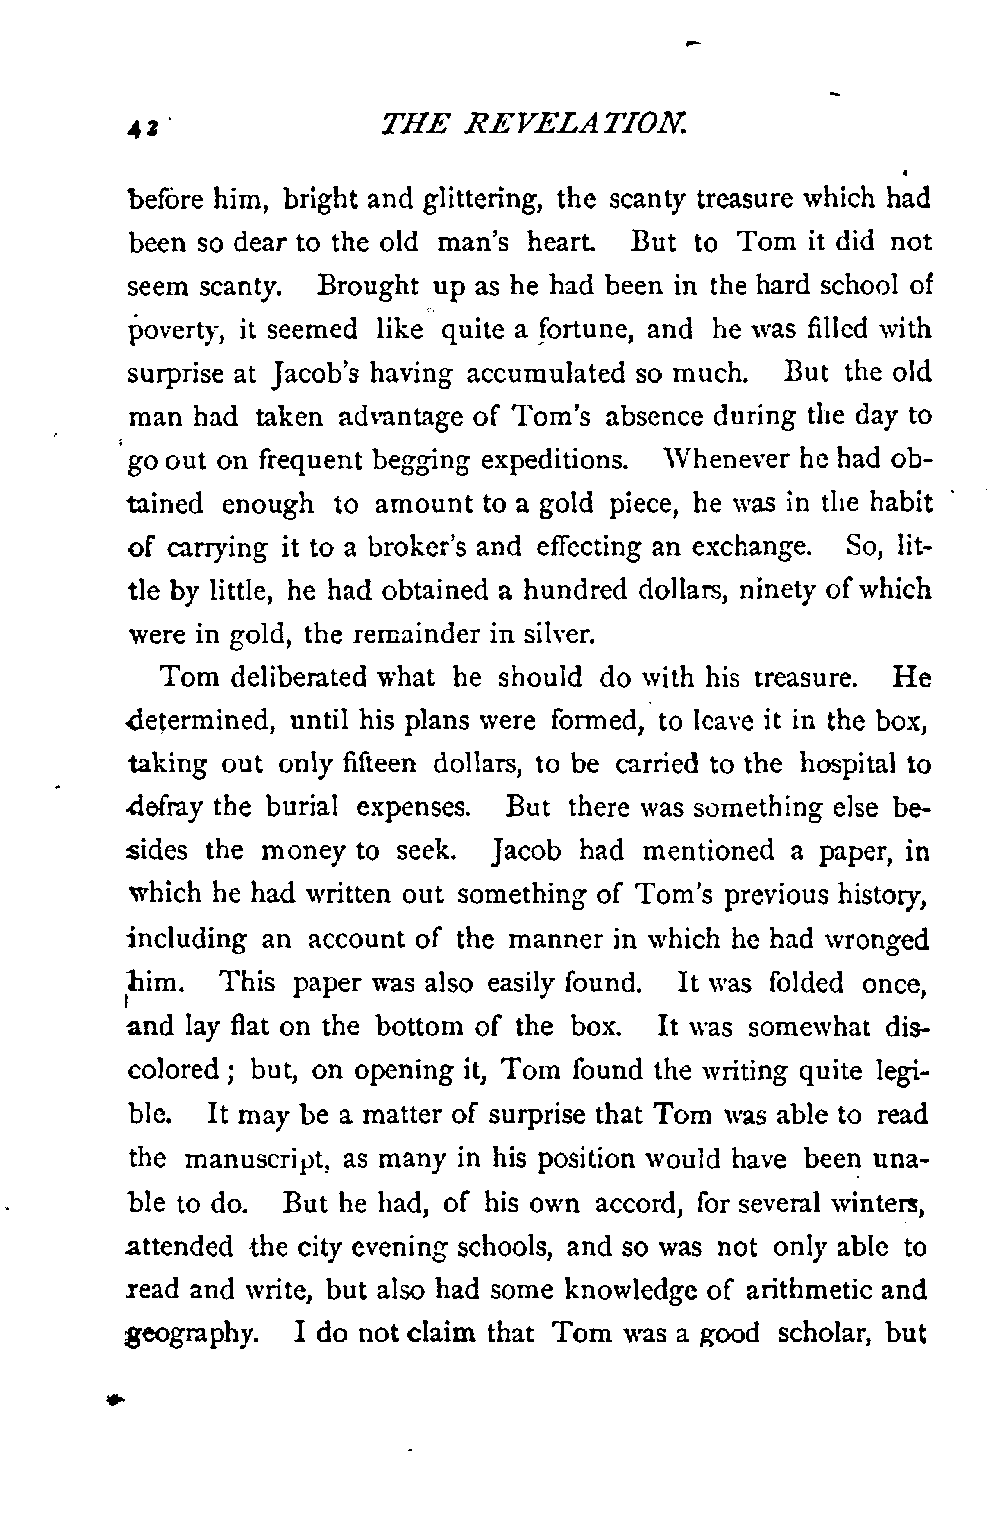 42 THE REVELATION.
before him, bright and glittering, the scanty treasure which had
been so dear to the old man's heart. But to Tom it did not
seem scanty. Brought up as he had been in the hard school of
poverty, it seemed like quite a fortune, and he was filled with
surprise at Jacob's having accumulated so much. But the old
man had taken advantage of Tom's absence during the day to
go out on frequent begging expeditions. Whenever he had ob-
tained enough to amount to a gold piece, he was in the habit
of carrying it to a broker's and effecting an exchange. So, lit-
tle by little, he had obtained a hundred dollars, ninety of which
were in gold, the remainder in silver.
Tom deliberated what he should do with his treasure. He
determined, until his plans were formed, to leave it in the box,
taking out only fifteen dollars, to be carried to the hospital to
defray the burial expenses. But there was something else be-
sides the money to seek. Jacob had mentioned a paper, in
which he had written out something of Tom's previous history,
including an account of the manner in which he had wronged
him. This paper was also easily found. It was folded once,
and lay flat on the bottom of the box. It was somewhat dis-
colored; but, on opening it, Tom found the writing quite legi-
ble. It may be a matter of surprise that Tom was able to read
the manuscript, as many in his position would have been una-
ble to do. But he had, of his own accord, for several winters,
attended the city evening schools, and so was not only able to
read and write, but also had some knowledge of arithmetic and
geography. I do not claim that Tom was a good scholar, but